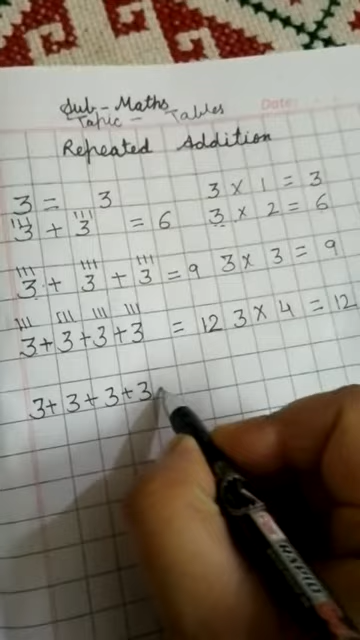 Sub - Maths
Date:
Topic - Tables
Repeated Addition
3 = 3 3 × 1 = 3
3 + 3 = 6 3 × 2 = 6
3 + 3 + 3 = 9 3 × 3 = 9
3+3+3+3 = 12 3 × 4 = 12
3+3+3+3